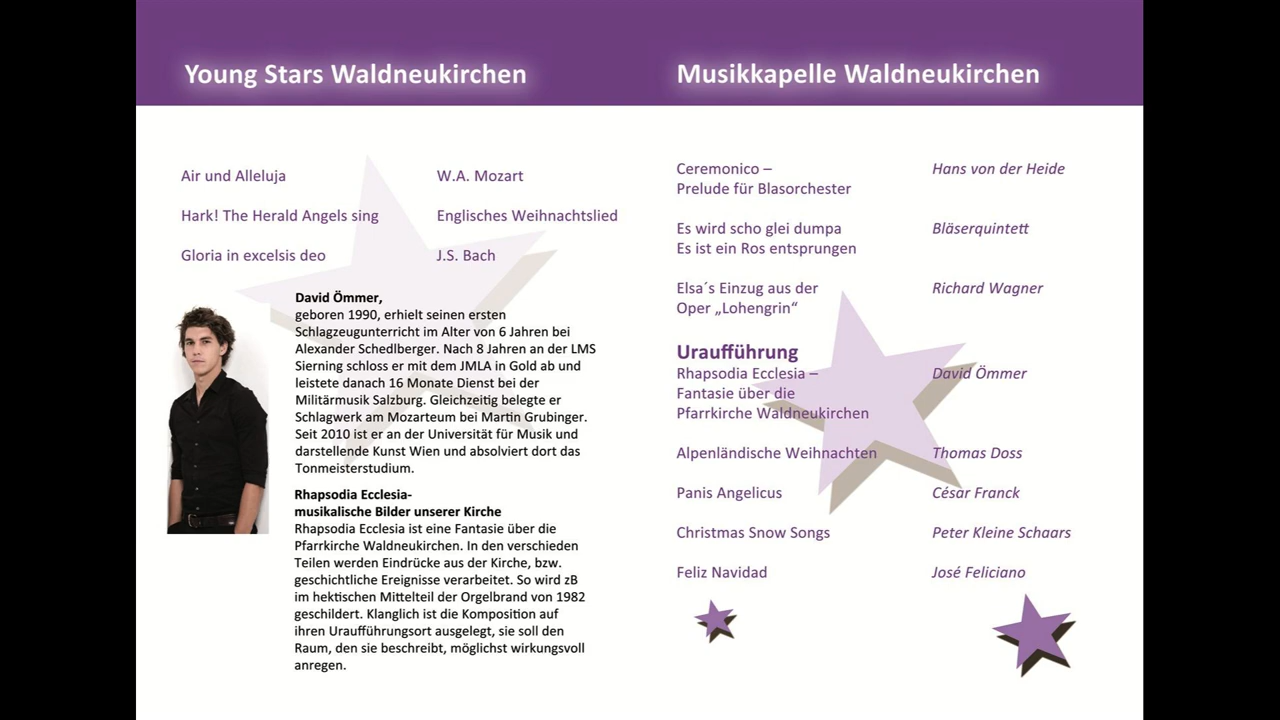 Young Stars Waldneukirchen
Air und Alleluja W.A. Mozart
Hark! The Herald Angels sing Englisches Weihnachtslied
Gloria in excelsis deo J.S. Bach
David Ömmer,
geboren 1990, erhielt seinen ersten
Schlagzeugunterricht im Alter von 6 Jahren bei
Alexander Schedlberger. Nach 8 Jahren an der LMS
Sierning schloss er mit dem JMLA in Gold ab und
leistete danach 16 Monate Dienst bei der
Militärmusik Salzburg. Gleichzeitig belegte er
Schlagwerk am Mozarteum bei Martin Grubinger.
Seit 2010 ist er an der Universität für Musik und
darstellende Kunst Wien und absolviert dort das
Tonmeisterstudium.
Rhapsodia Ecclesia-
musikalische Bilder unserer Kirche
Rhapsodia Ecclesia ist eine Fantasie über die
Pfarrkirche Waldneukirchen. In den verschieden
Teilen werden Eindrücke aus der Kirche, bzw.
geschichtliche Ereignisse verarbeitet. So wird zB
im hektischen Mittelteil der Orgelbrand von 1982
geschildert. Klanglich ist die Komposition auf
ihren Uraufführungsort ausgelegt, sie soll den
Raum, den sie beschreibt, möglichst wirkungsvoll
anregen.
Musikkapelle Waldneukirchen
Ceremonico – Hans von der Heide
Prelude für Blasorchester
Es wird scho glei dumpa Bläserquintett
Es ist ein Ros entsprungen
Elsa´s Einzug aus der Richard Wagner
Oper „Lohengrin“
Uraufführung
Rhapsodia Ecclesia – David Ömmer
Fantasie über die
Pfarrkirche Waldneukirchen
Alpenländische Weihnachten Thomas Doss
Panis Angelicus César Franck
Christmas Snow Songs Peter Kleine Schaars
Feliz Navidad José Feliciano